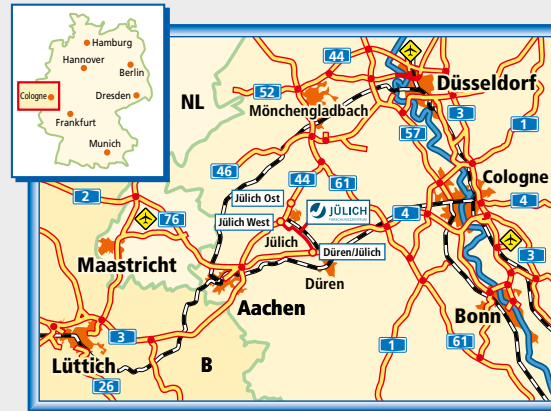 Hamburg
Hannover
Berlin
Cologne
Dresden
Frankfurt
Munich
44
Düsseldorf
52
NL
Mönchengladbach
3
57
1
46
Jülich Ost
44
61
Cologne
2
JÜLICH
FORSCHUNGSZENTRUM
4
4
76
Jülich West
Jülich
Düren/Jülich
3
Maastricht
Düren
Aachen
Bonn
3
1
61
Lüttich
B
26